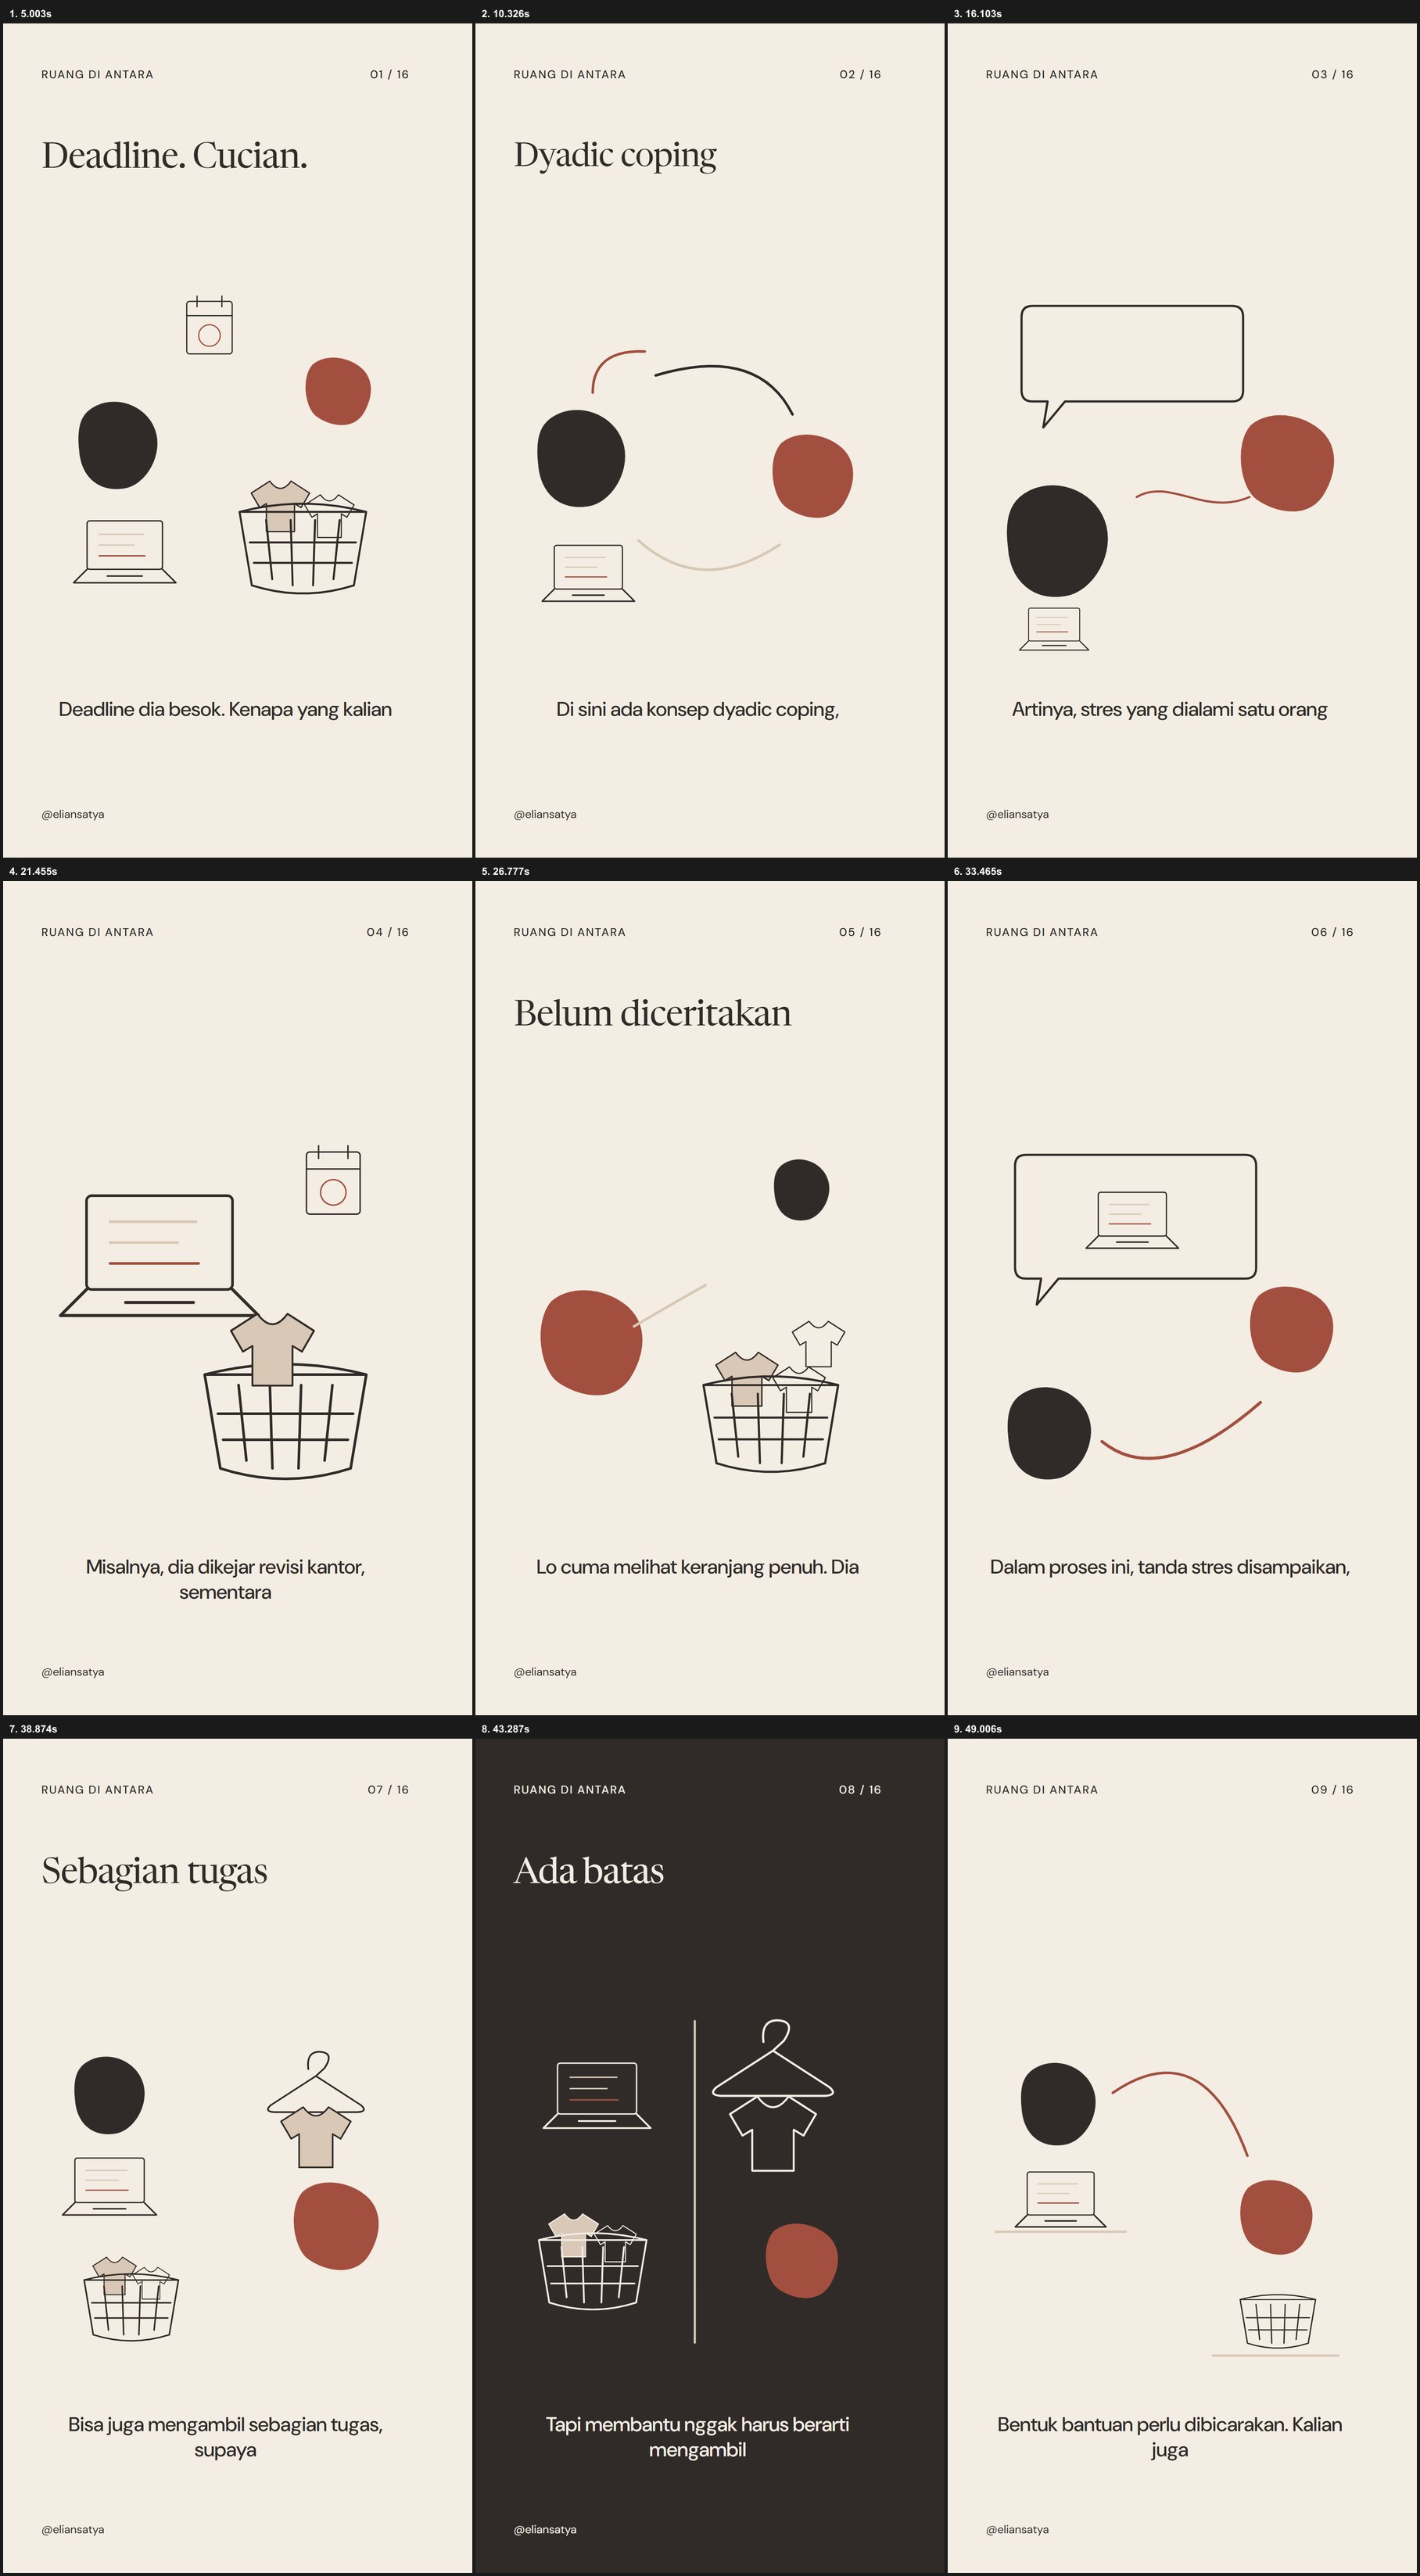 1. 5.003s
RUANG DI ANTARA
01 / 16
Deadline. Cucian.
Deadline dia besok. Kenapa yang kalian
@eliansatya
2. 10.326s
RUANG DI ANTARA
02 / 16
Dyadic coping
Di sini ada konsep dyadic coping,
@eliansatya
3. 16.103s
RUANG DI ANTARA
03 / 16
Artinya, stres yang dialami satu orang
@eliansatya
4. 21.455s
RUANG DI ANTARA
04 / 16
Misalnya, dia dikejar revisi kantor,
sementara
@eliansatya
5. 26.777s
RUANG DI ANTARA
05 / 16
Belum diceritakan
Lo cuma melihat keranjang penuh. Dia
@eliansatya
6. 33.465s
RUANG DI ANTARA
06 / 16
Dalam proses ini, tanda stres disampaikan,
@eliansatya
7. 38.874s
RUANG DI ANTARA
07 / 16
Sebagian tugas
Bisa juga mengambil sebagian tugas,
supaya
@eliansatya
8. 43.287s
RUANG DI ANTARA
08 / 16
Ada batas
Tapi membantu nggak harus berarti
mengambil
@eliansatya
9. 49.006s
RUANG DI ANTARA
09 / 16
Bentuk bantuan perlu dibicarakan. Kalian
juga
@eliansatya